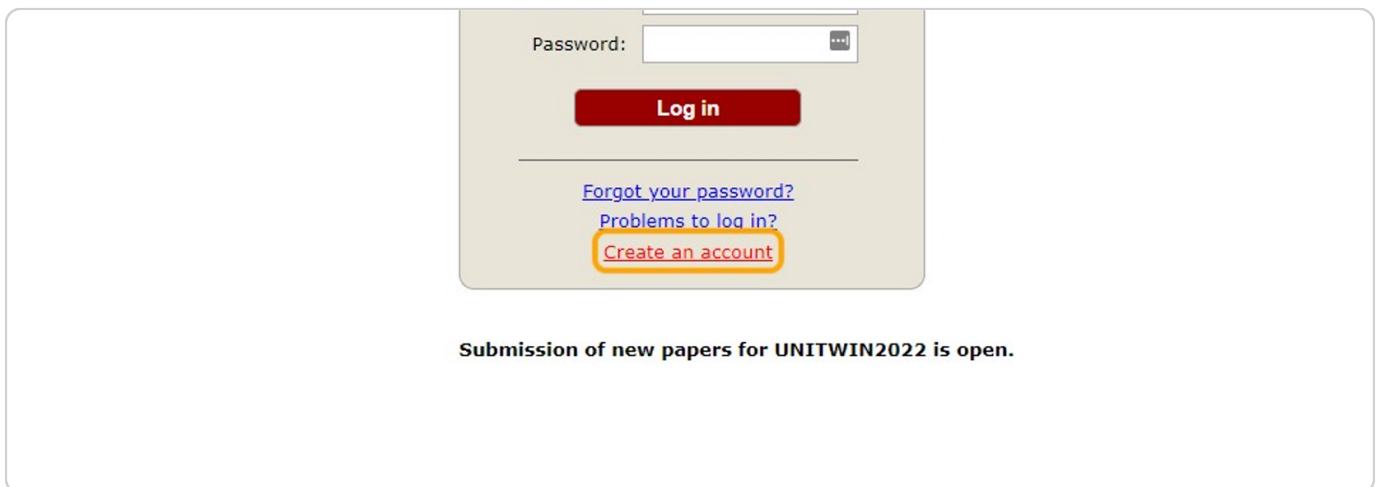 Password:
Log in
Forgot your password?
Problems to log in?
Create an account
Submission of new papers for UNITWIN2022 is open.